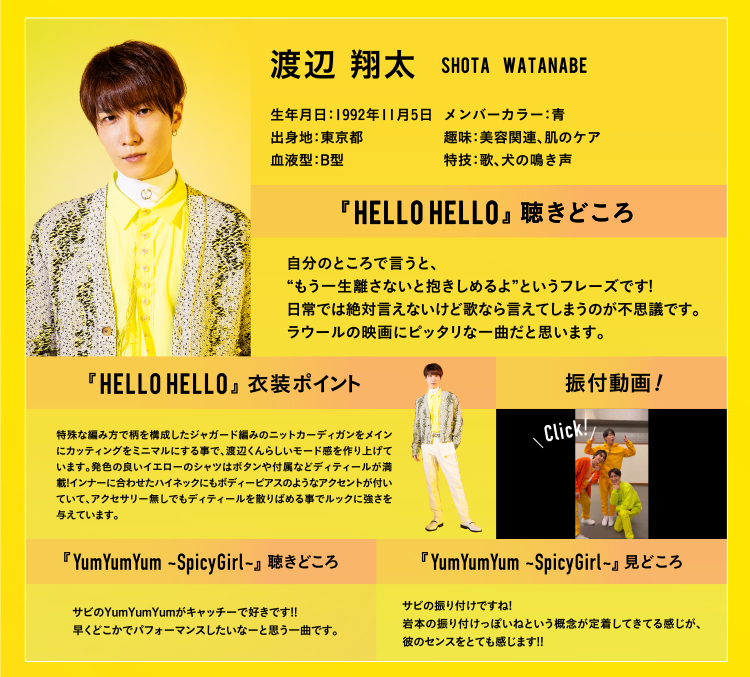 渡辺 翔太 SHOTA WATANABE
生年月日：1992年11月5日 メンバーカラー：青
出身地：東京都 趣味：美容関連、肌のケア
血液型：B型 特技：歌、犬の鳴き声
『HELLO HELLO』聴きどころ
自分のところで言うと、
“もう一生離さないと抱きしめるよ”というフレーズです!
日常では絶対言えないけど歌なら言えてしまうのが不思議です。
ラウールの映画にピッタリな一曲だと思います。
『HELLO HELLO』衣装ポイント
特殊な編み方で柄を構成したジャガード編みのニットカーディガンをメイン
にカッティングをミニマルにする事で、渡辺くんらしいモード感を作り上げて
います。発色の良いイエローのシャツはボタンや付属などディティールが満
載!インナーに合わせたハイネックにもボディーピアスのようなアクセントが付い
ていて、アクセサリー無しでもディティールを散りばめる事でルックに強さを
与えています。
振付動画!
Click!
『YumYumYum ~SpicyGirl~』聴きどころ
サビのYumYumYumがキャッチーで好きです!!
早くどこかでパフォーマンスしたいなーと思う一曲です。
『YumYumYum ~SpicyGirl~』見どころ
サビの振り付けですね!
岩本の振り付けっぽいねという概念が定着してきてる感じが、
彼のセンスをとても感じます!!